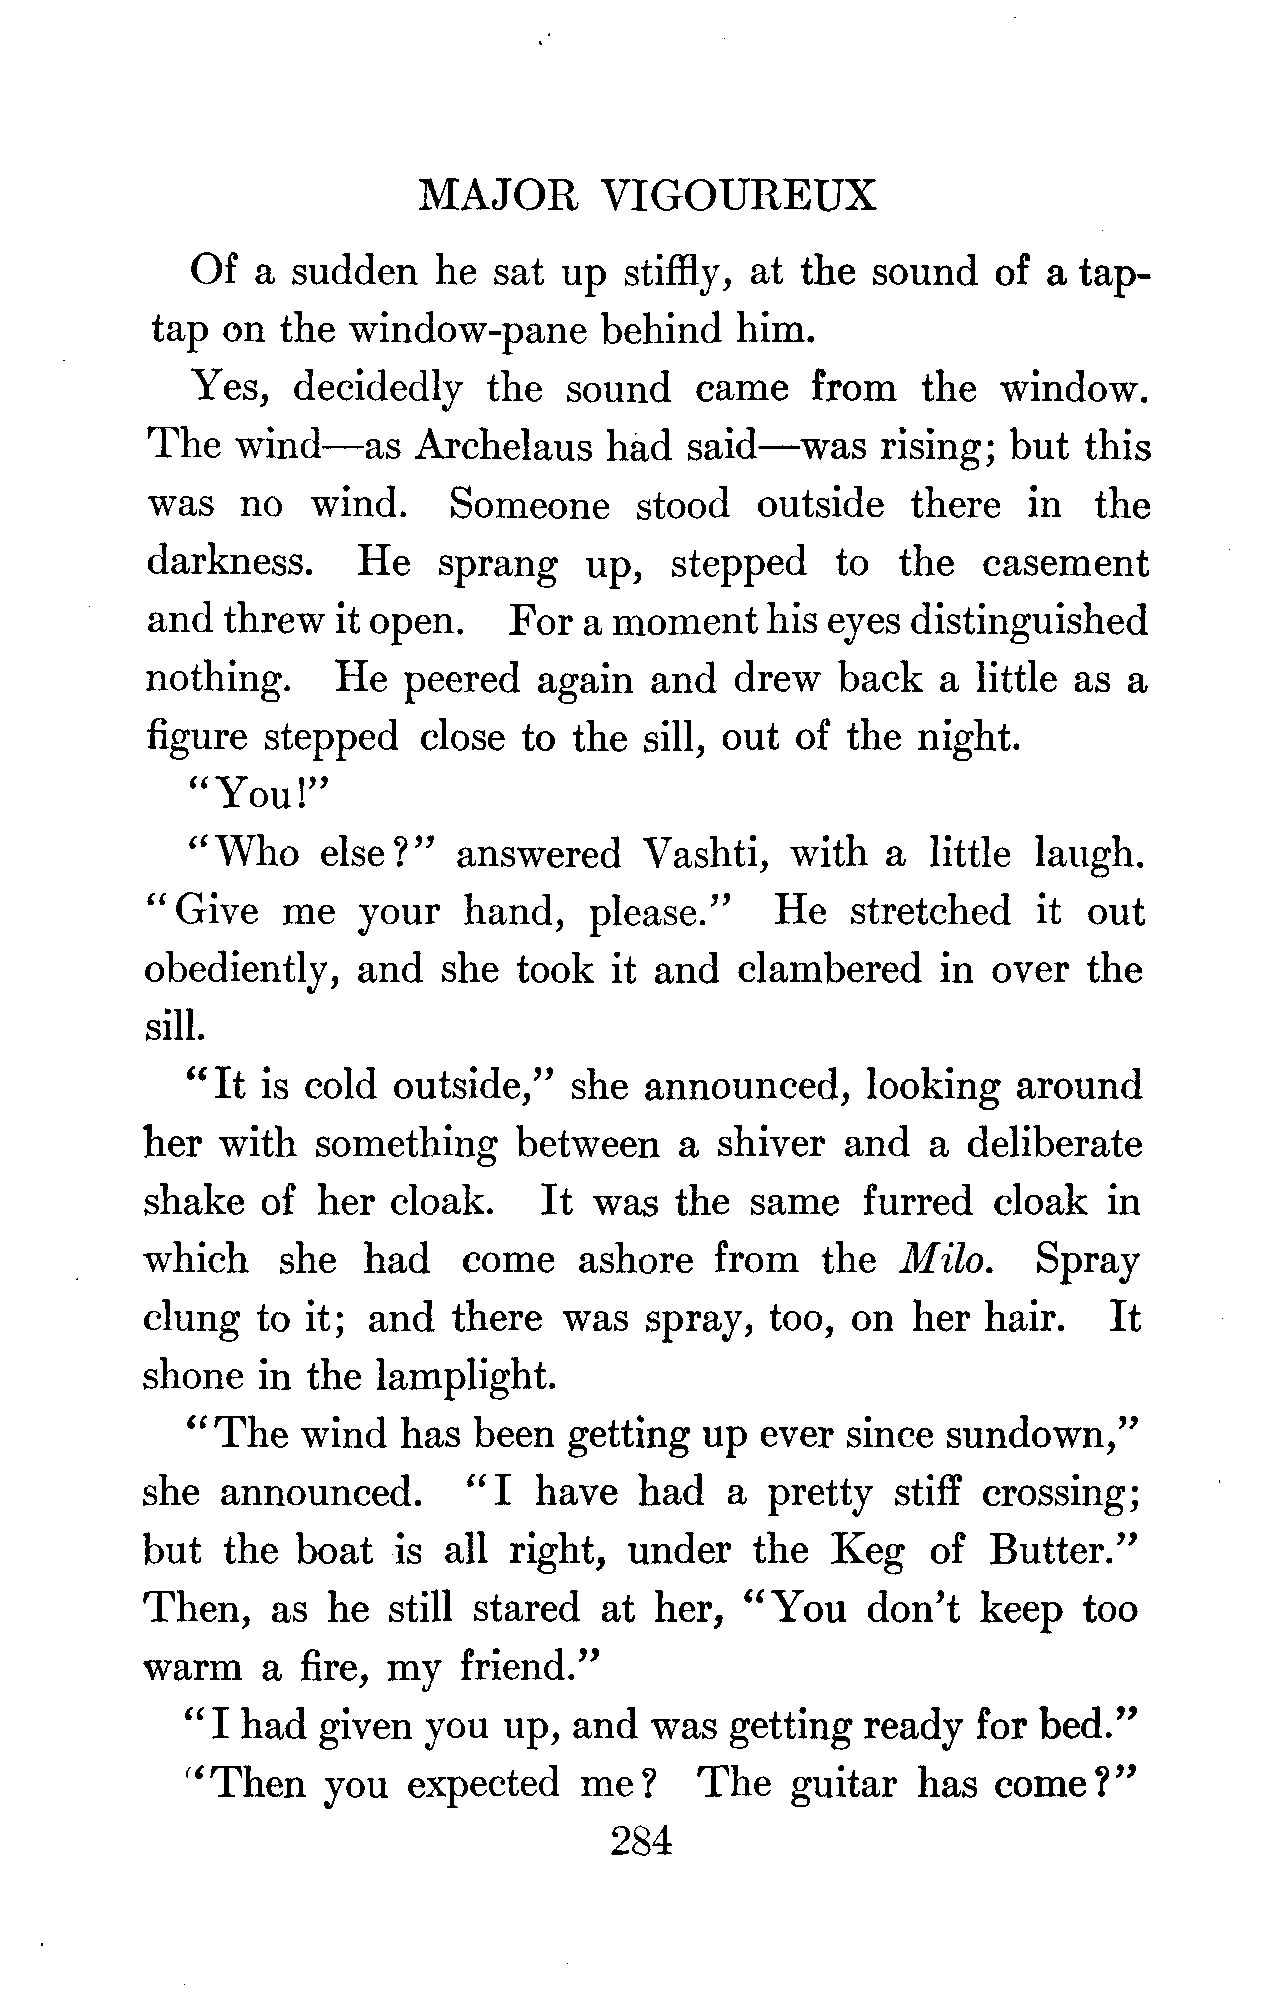 MAJOR VIGOUREUX
Of a sudden he sat up stiffly, at the sound of a tap-
tap on the window-pane behind him.
Yes, decidedly the sound came from the window.
The wind—as Archelaus had said—was rising; but this
was no wind. Someone stood outside there in the
darkness. He sprang up, stepped to the casement
and threw it open. For a moment his eyes distinguished
nothing. He peered again and drew back a little as a
figure stepped close to the sill, out of the night.
"You!"
"Who else?" answered Vashti, with a little laugh.
"Give me your hand, please." He stretched it out
obediently, and she took it and clambered in over the
sill.
"It is cold outside," she announced, looking around
her with something between a shiver and a deliberate
shake of her cloak. It was the same furred cloak in
which she had come ashore from the Milo. Spray
clung to it; and there was spray, too, on her hair. It
shone in the lamplight.
"The wind has been getting up ever since sundown,"
she announced. "I have had a pretty stiff crossing;
but the boat is all right, under the Keg of Butter."
Then, as he still stared at her, "You don't keep too
warm a fire, my friend."
"I had given you up, and was getting ready for bed."
"Then you expected me? The guitar has come?"
284